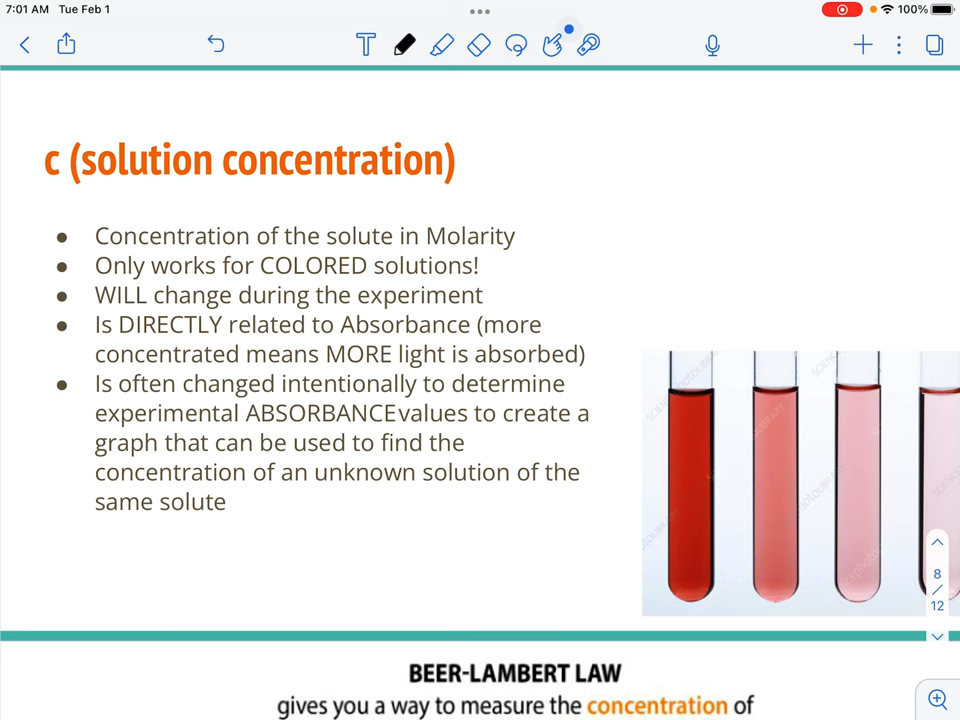 7:01 AM Tue Feb 1
100%
c (solution concentration)
● Concentration of the solute in Molarity
● Only works for COLORED solutions!
● WILL change during the experiment
● Is DIRECTLY related to Absorbance (more
concentrated means MORE light is absorbed)
● Is often changed intentionally to determine
experimental ABSORBANCE values to create a
graph that can be used to find the
concentration of an unknown solution of the
same solute
8
/
12
BEER-LAMBERT LAW
gives you a way to measure the concentration of